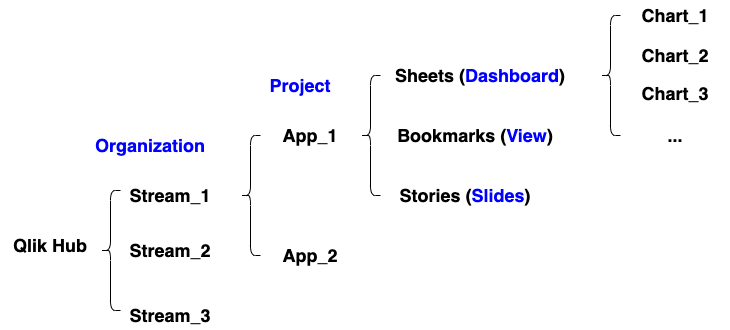 Chart_1
Chart_2
Sheets (Dashboard)
Project
Chart_3
App_1
Bookmarks (View)
...
Organization
Stream_1
Stories (Slides)
Qlik Hub
Stream_2
App_2
Stream_3